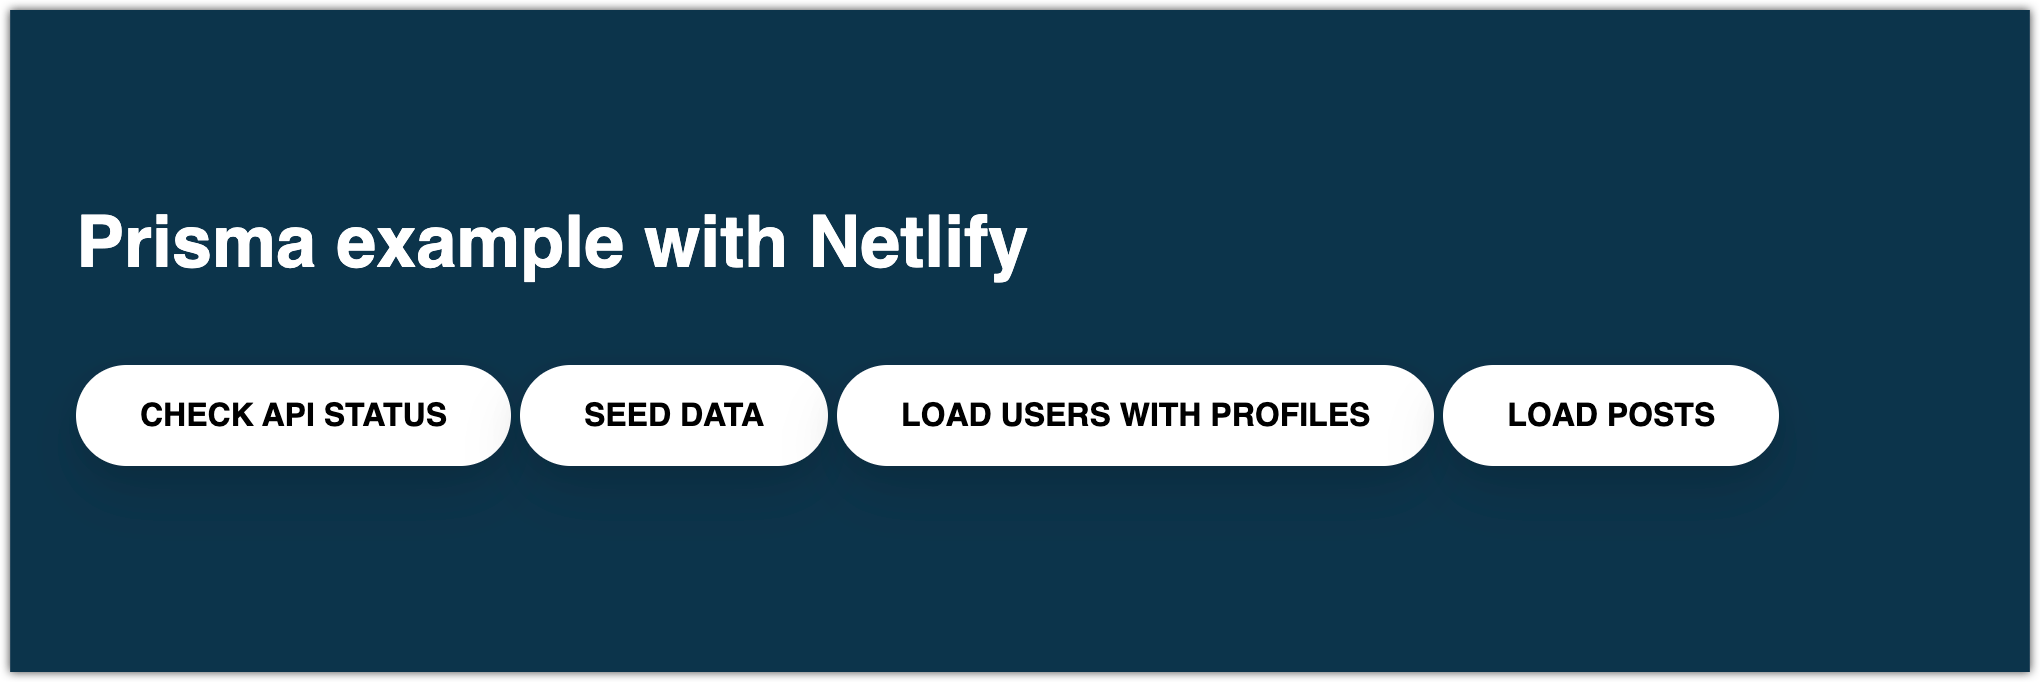 Prisma example with Netlify
CHECK API STATUS
SEED DATA
LOAD USERS WITH PROFILES
LOAD POSTS